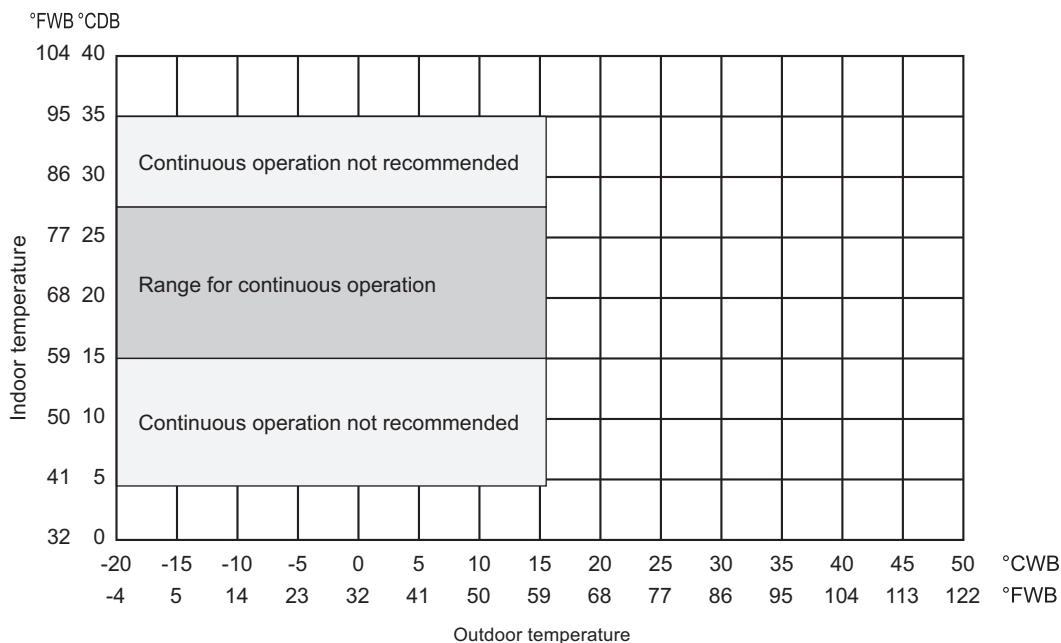 °FWB °CDB
104 40
95 35
Continuous operation not recommended
86 30
77 25
Range for continuous operation
68 20
59 15
50 10
Continuous operation not recommended
41 5
32 0
Indoor temperature
-20 -15 -10 -5 0 5 10 15 20 25 30 35 40 45 50 °CWB
-4 5 14 23 32 41 50 59 68 77 86 95 104 113 122 °FWB
Outdoor temperature